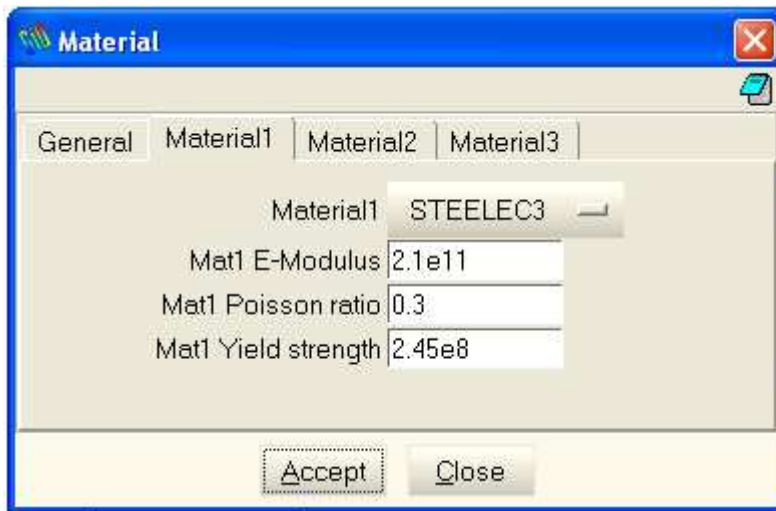 Material
General Material1 Material2 Material3
Material1 STEELEC3
Mat1 E-Modulus 2.1e11
Mat1 Poisson ratio 0.3
Mat1 Yield strength 2.45e8
Accept Close